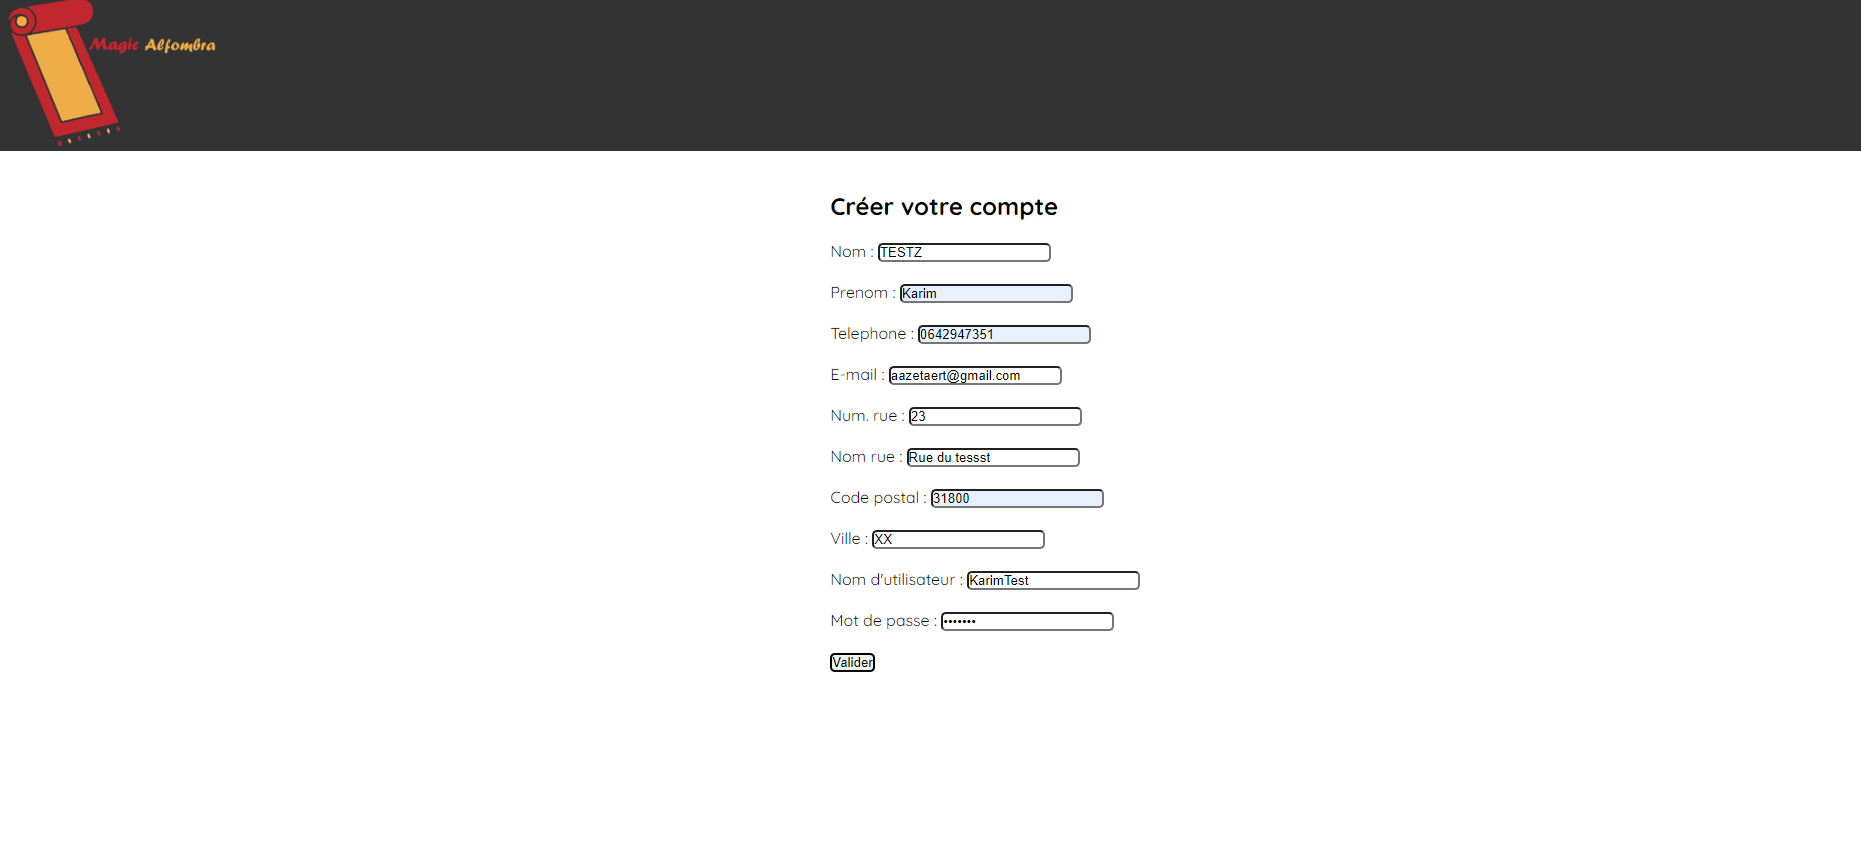 Magic Alfombra
Créer votre compte
Nom : TESTZ
Prenom : Karim
Telephone : 0642947351
E-mail : aazetaert@gmail.com
Num. rue : 23
Nom rue : Rue du tessst
Code postal : 31800
Ville : XX
Nom d'utilisateur : KarimTest
Mot de passe : •••••••
Valider